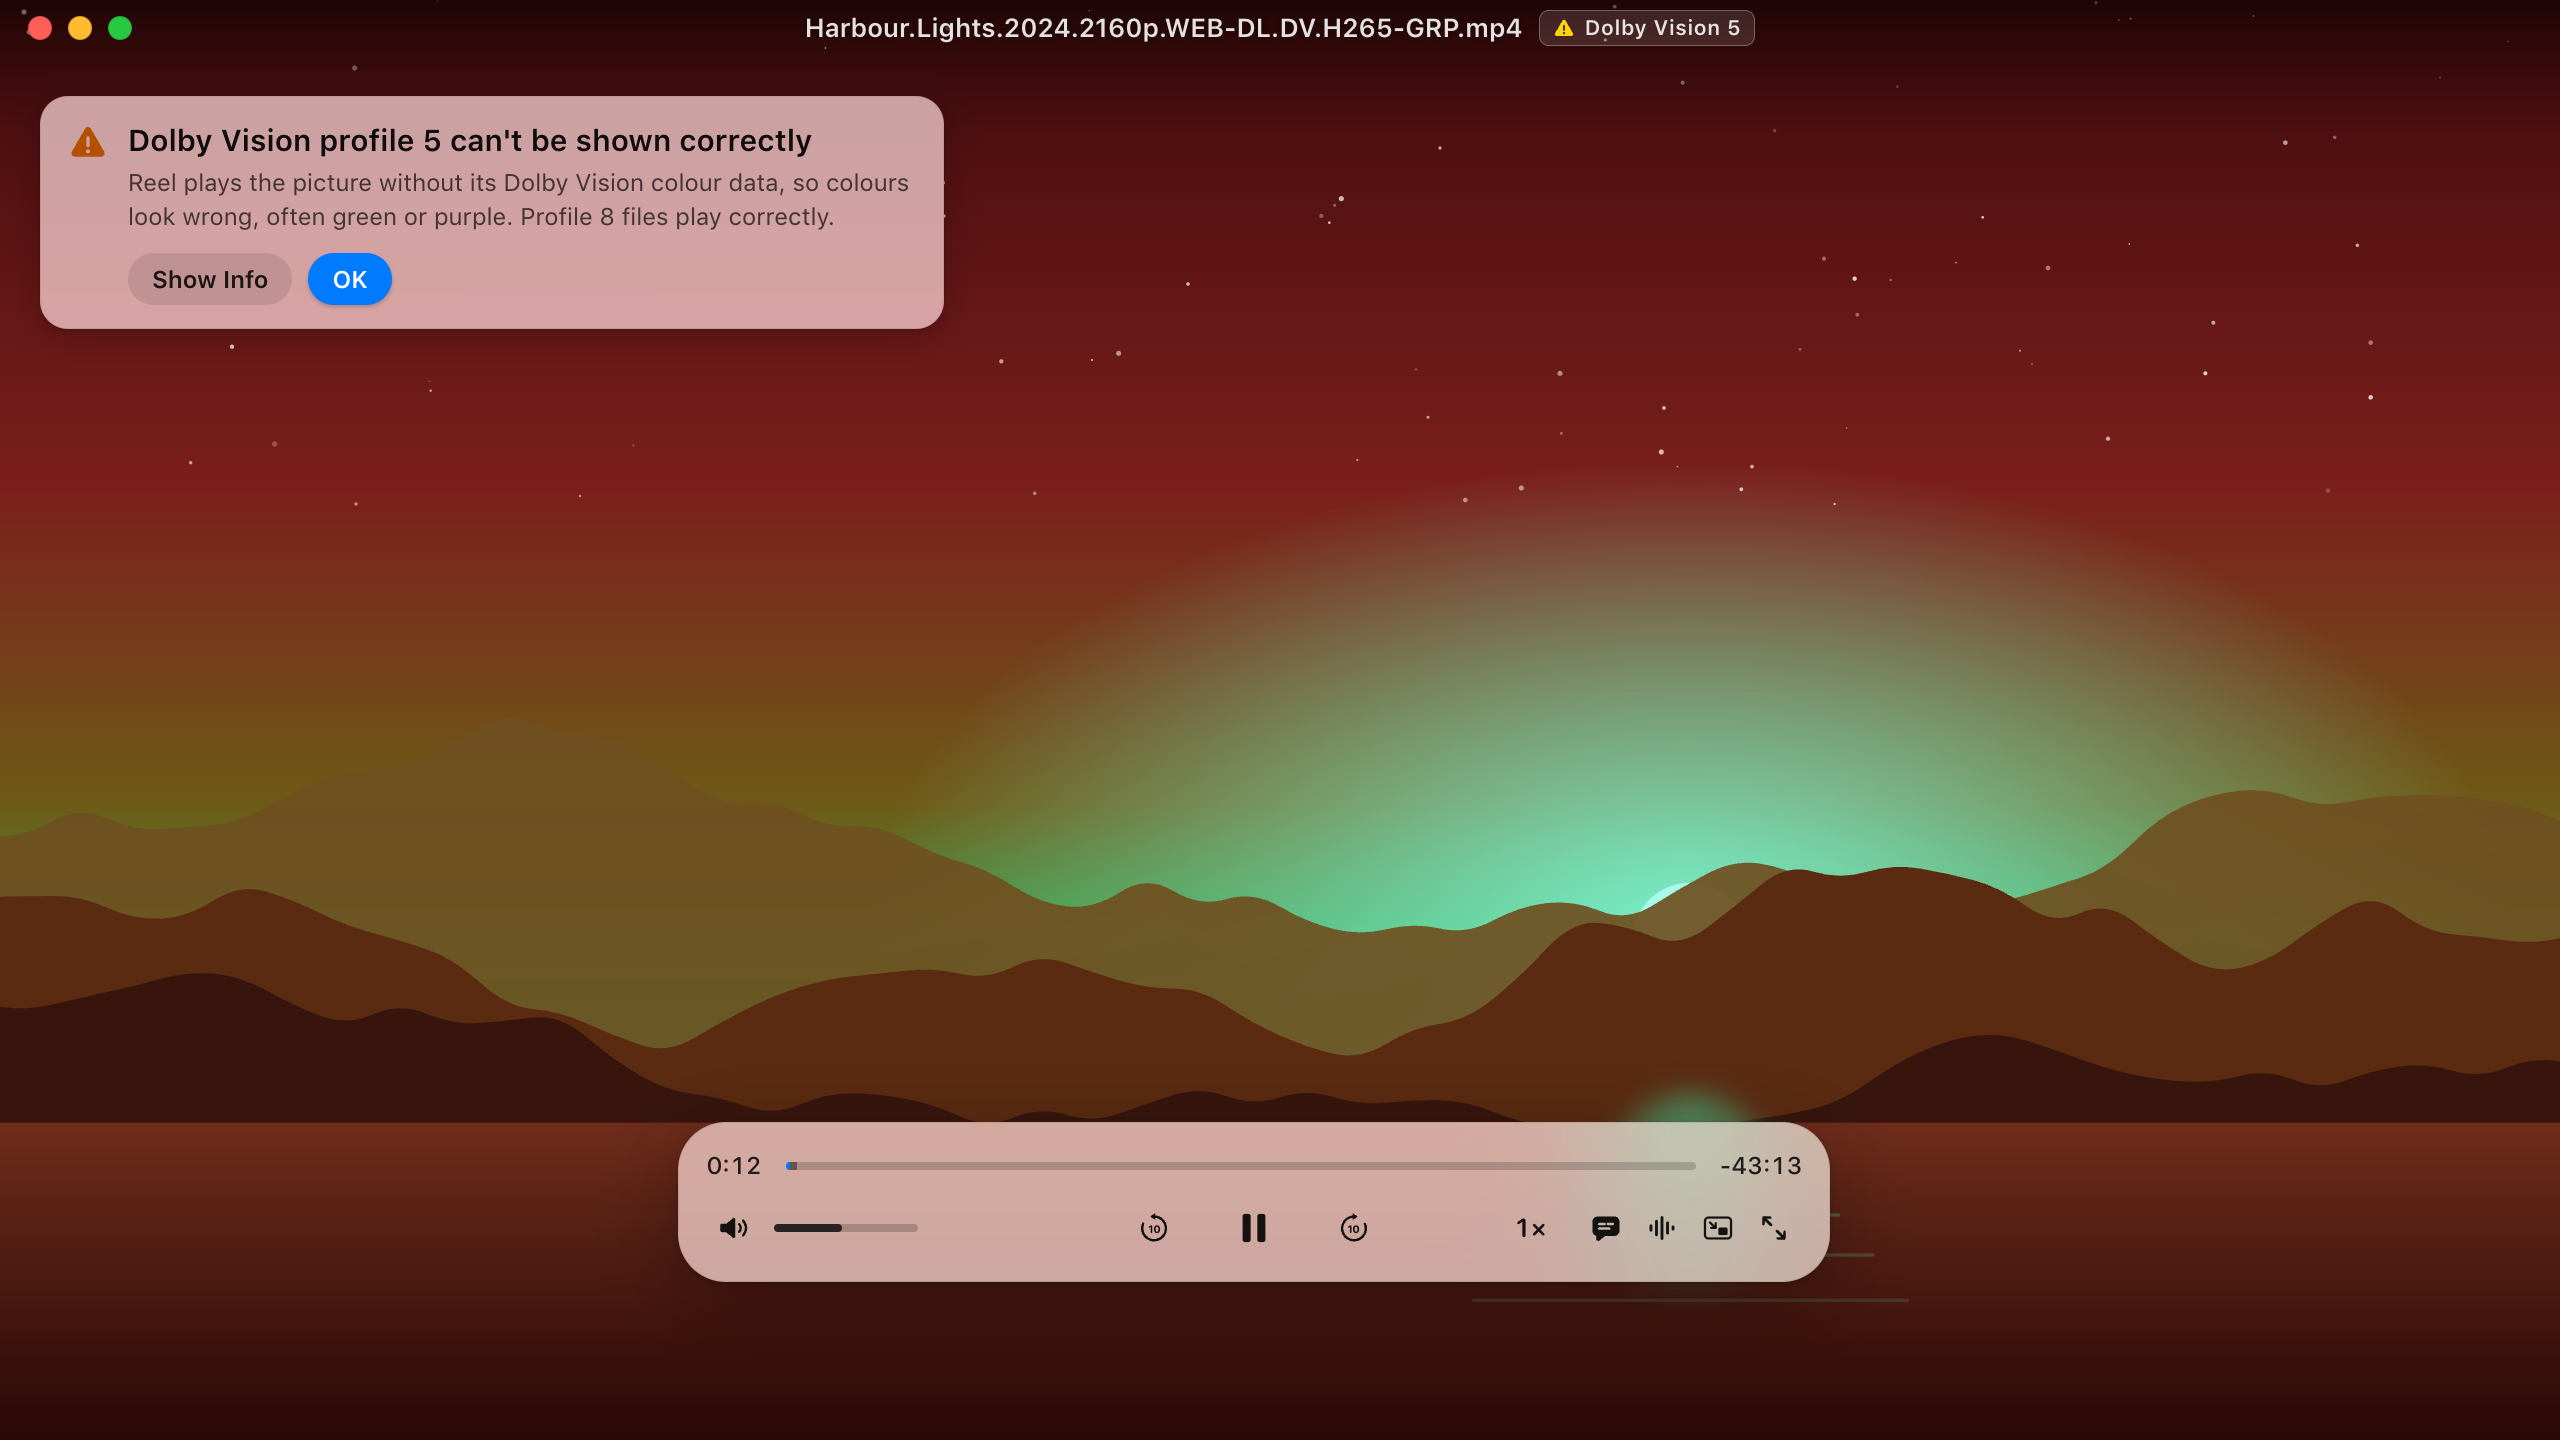 Harbour.Lights.2024.2160p.WEB-DL.DV.H265-GRP.mp4 Dolby Vision 5
Dolby Vision profile 5 can't be shown correctly
Reel plays the picture without its Dolby Vision colour data, so colours
look wrong, often green or purple. Profile 8 files play correctly.
Show Info OK
0:12 -43:13
10 10 1×